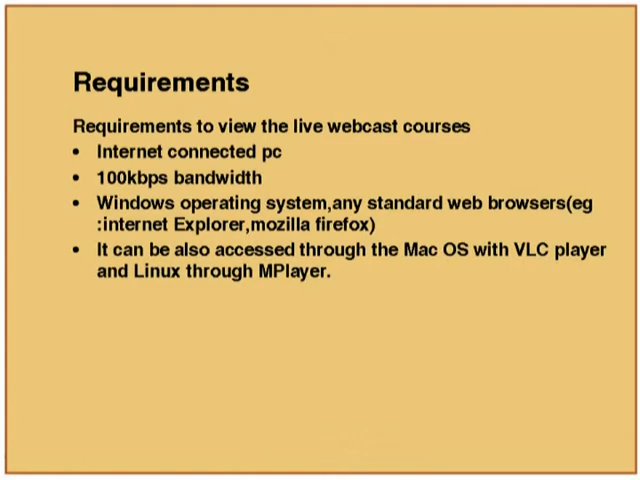 Requirements
Requirements to view the live webcast courses
• Internet connected pc
• 100kbps bandwidth
• Windows operating system,any standard web browsers(eg
:internet Explorer,mozilla firefox)
• It can be also accessed through the Mac OS with VLC player
and Linux through MPlayer.